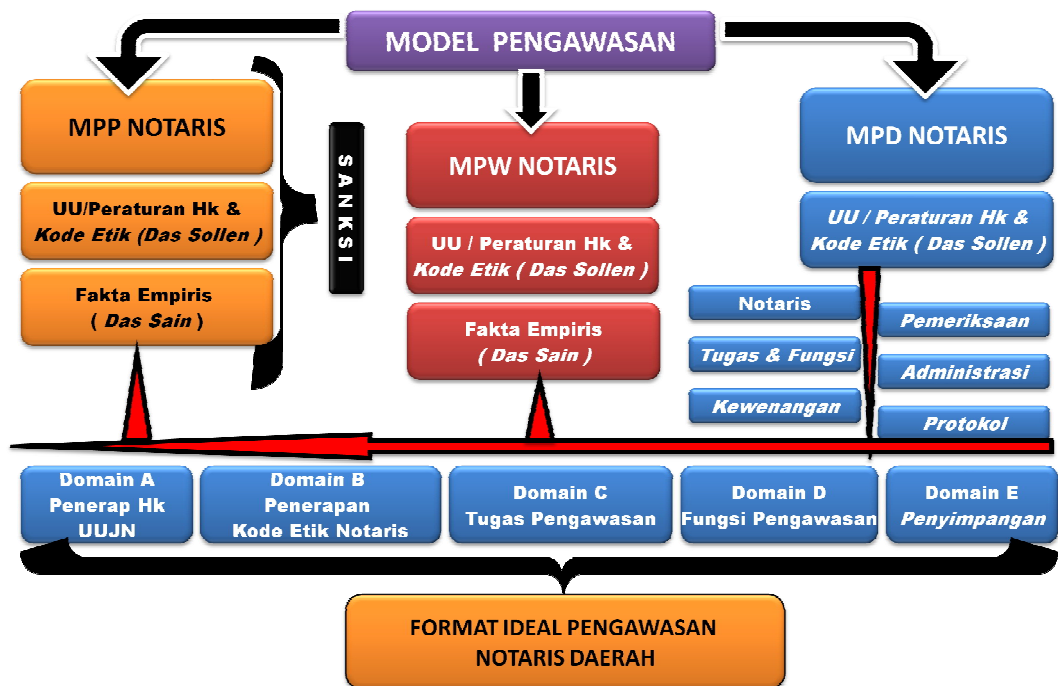 MODEL PENGAWASAN
MPP NOTARIS
UU/Peraturan Hk &
Kode Etik (Das Sollen )
Fakta Empiris
( Das Sain )
SANKSI
MPW NOTARIS
UU / Peraturan Hk &
Kode Etik ( Das Sollen )
Fakta Empiris
( Das Sain )
MPD NOTARIS
UU / Peraturan Hk &
Kode Etik ( Das Sollen )
Notaris
Tugas & Fungsi
Kewenangan
Pemeriksaan
Administrasi
Protokol
Domain A
Penerap Hk
UUJN
Domain B
Penerapan
Kode Etik Notaris
Domain C
Tugas Pengawasan
Domain D
Fungsi Pengawasan
Domain E
Penyimpangan
FORMAT IDEAL PENGAWASAN
NOTARIS DAERAH